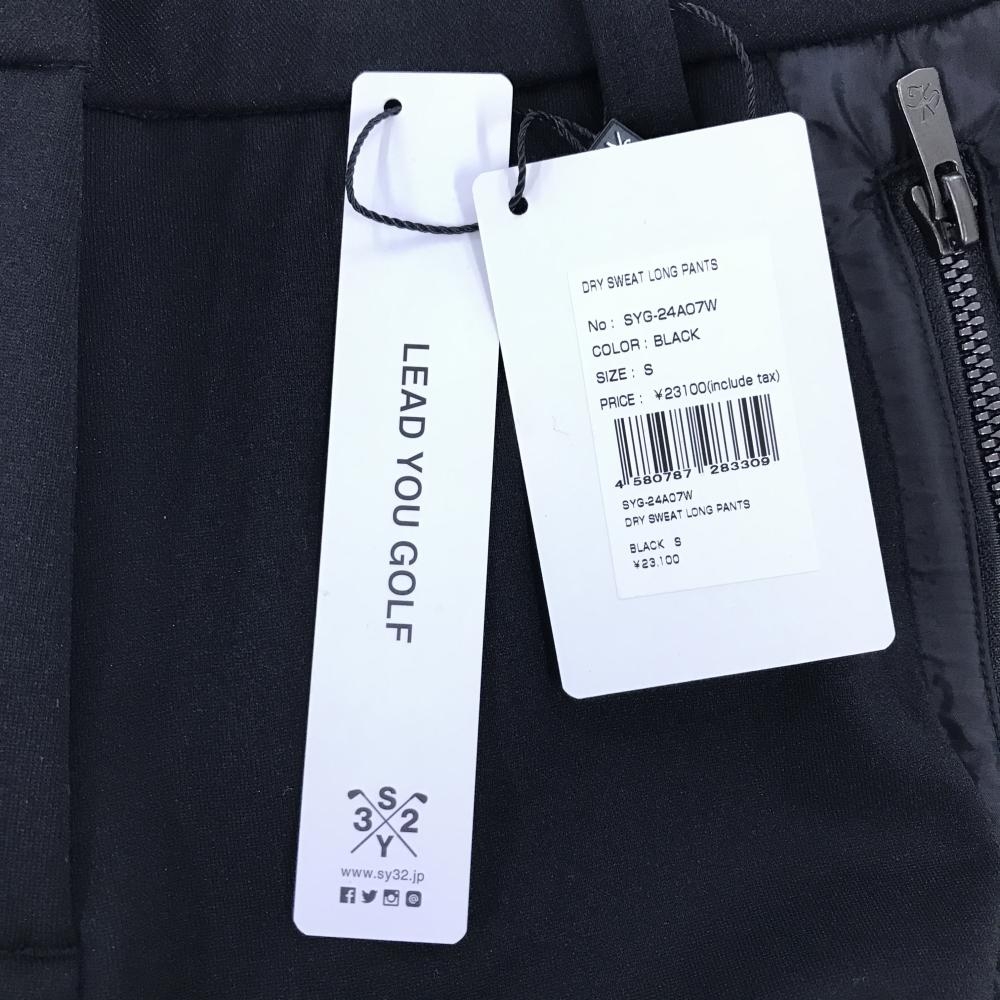 LEAD YOU GOLF
S
3 2
Y
www.sy32.jp
DRY SWEAT LONG PANTS
No : SYG-24A07W
COLOR : BLACK
SIZE : S
PRICE : ¥23100(include tax)
4 580787 283309
SYG-24A07W
DRY SWEAT LONG PANTS
BLACK S
¥23,100